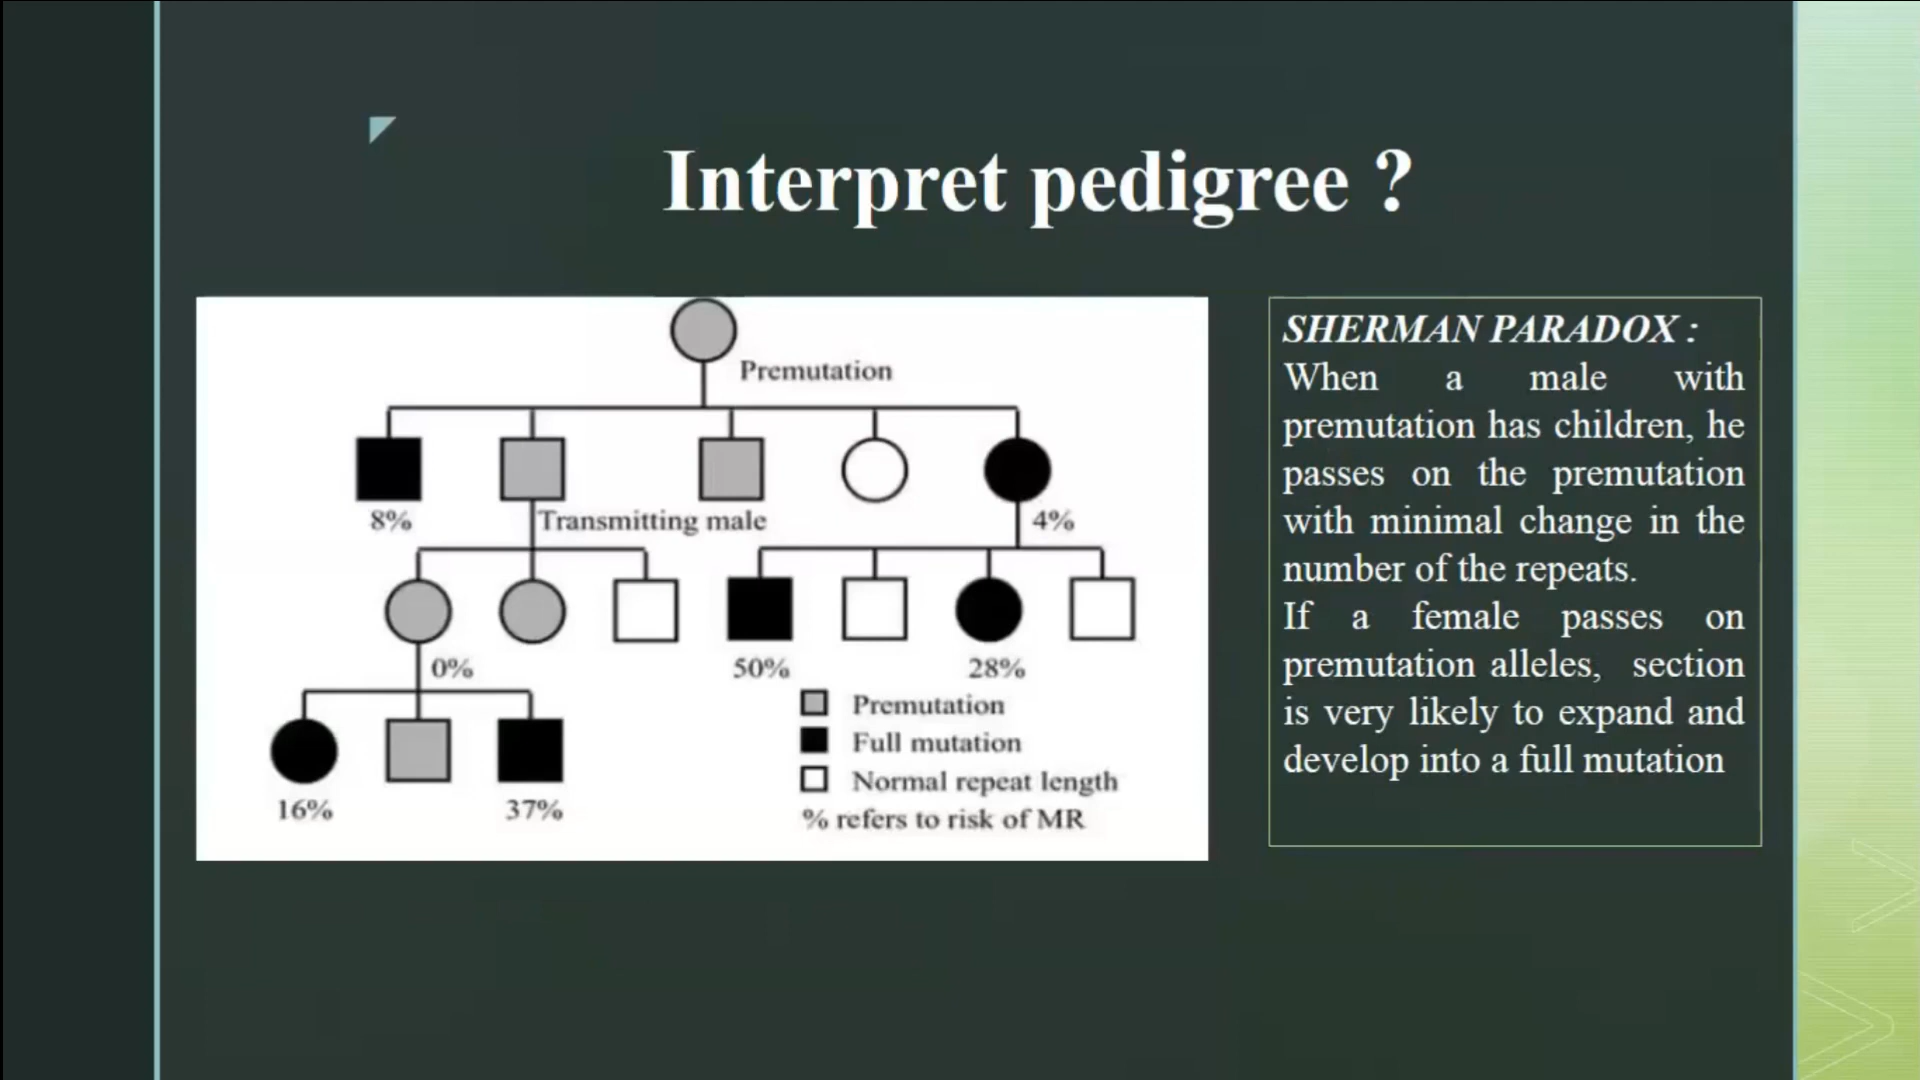 Interpret pedigree ?
Premutation
8%
Transmitting male
4%
0%
50%
28%
16%
37%
Premutation
Full mutation
Normal repeat length
% refers to risk of MR
SHERMAN PARADOX :
When a male with
premutation has children, he
passes on the premutation
with minimal change in the
number of the repeats.
If a female passes on
premutation alleles, section
is very likely to expand and
develop into a full mutation